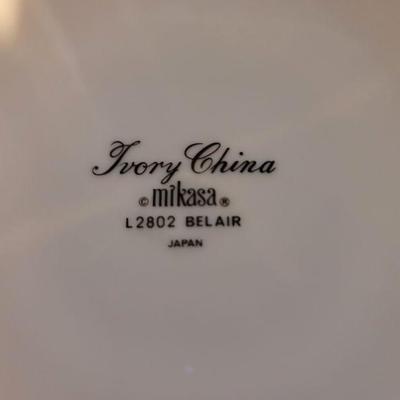 Ivory China
© mikasa ®
L2802 BELAIR
JAPAN